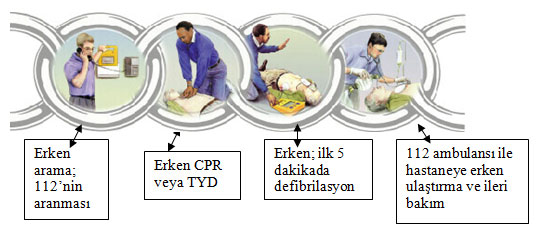 Erken
arama;
112’nin
aranması
Erken CPR
veya TYD
Erken; ilk 5
dakikada
defibrilasyon
112 ambulansı ile
hastaneye erken
ulaştırma ve ileri
bakım